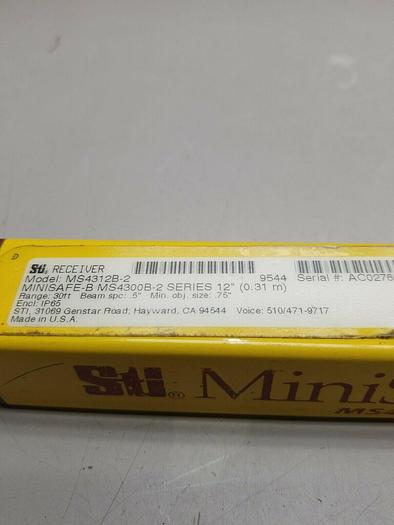 STI RECEIVER
Model: MS4312B-2 9544 Serial #: AC0276
MINISAFE-B MS4300B-2 SERIES 12" (0.31 m)
Range: 30ft Beam spc: .5" Min. obj. size: .75"
Encl: IP65
STI, 31069 Genstar Road; Hayward, CA 94544 Voice: 510/471-9717
Made in U.S.A.
STI® MiniS
MS4